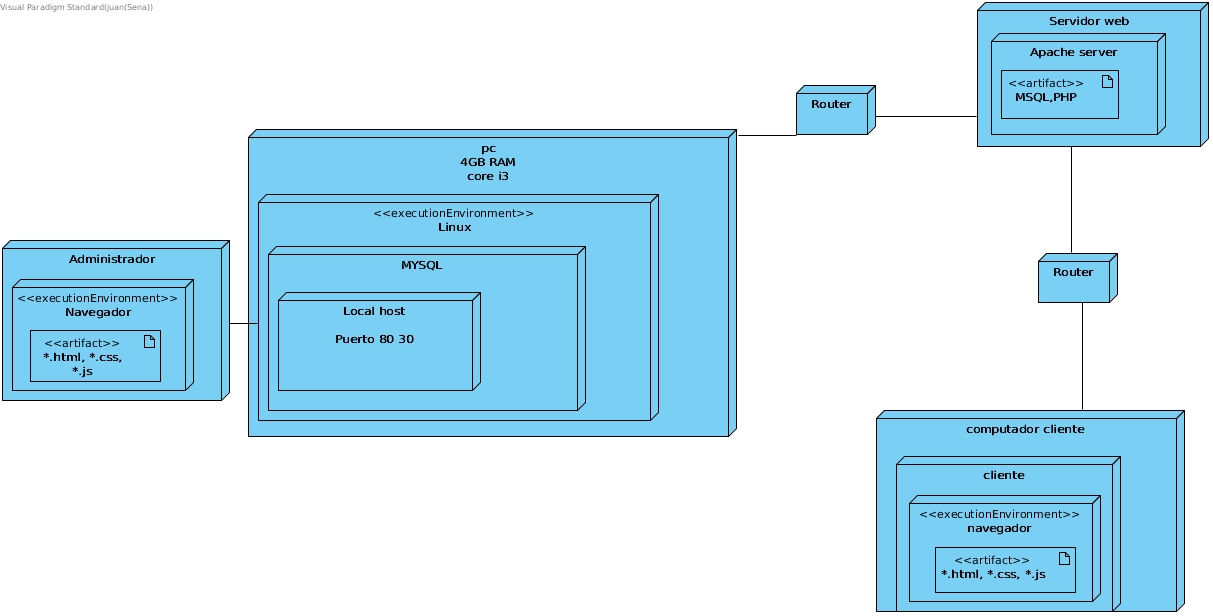 Visual Paradigm Standard(juan(Sena))
Servidor web
Apache server
<<artifact>>
MSQL,PHP
Router
pc
4GB RAM
core i3
<<executionEnvironment>>
Linux
MYSQL
Local host
Puerto 80 30
Administrador
<<executionEnvironment>>
Navegador
<<artifact>>
*.html, *.css,
*.js
Router
computador cliente
cliente
<<executionEnvironment>>
navegador
<<artifact>>
*.html, *.css, *.js